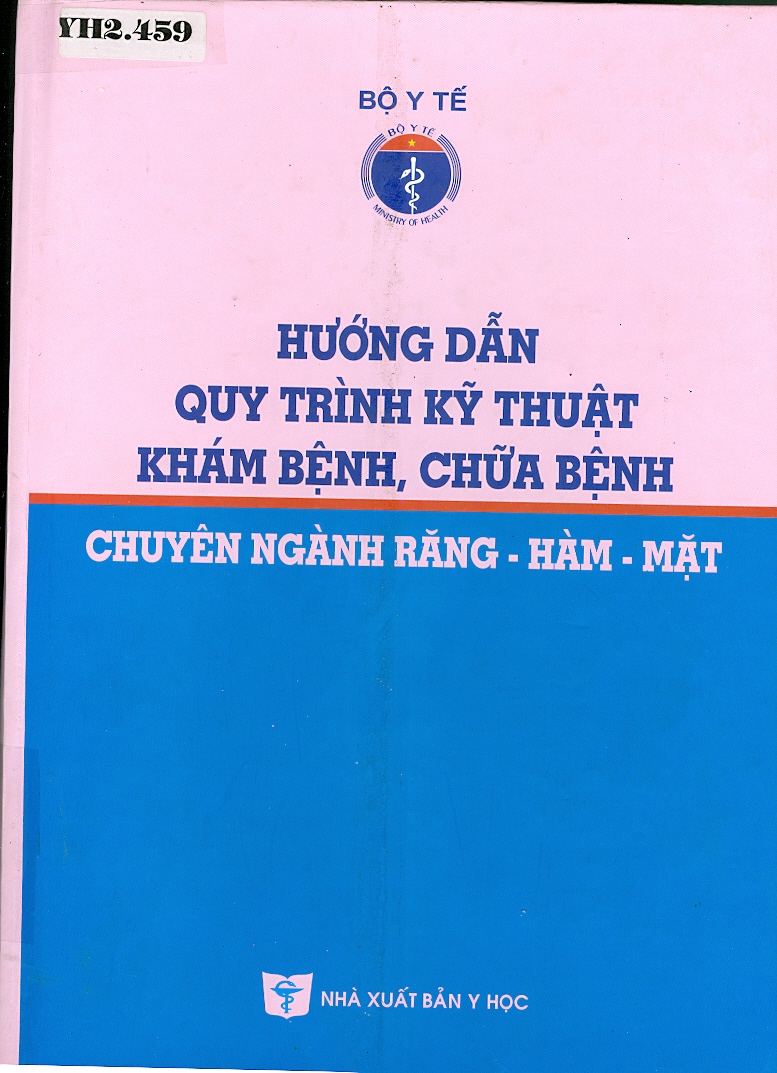 YH2.459
BỘ Y TẾ
BỘ Y TẾ
MINISTRY OF HEALTH
HƯỚNG DẪN
QUY TRÌNH KỸ THUẬT
KHÁM BỆNH, CHỮA BỆNH
CHUYÊN NGÀNH RĂNG - HÀM - MẶT
NHÀ XUẤT BẢN Y HỌC